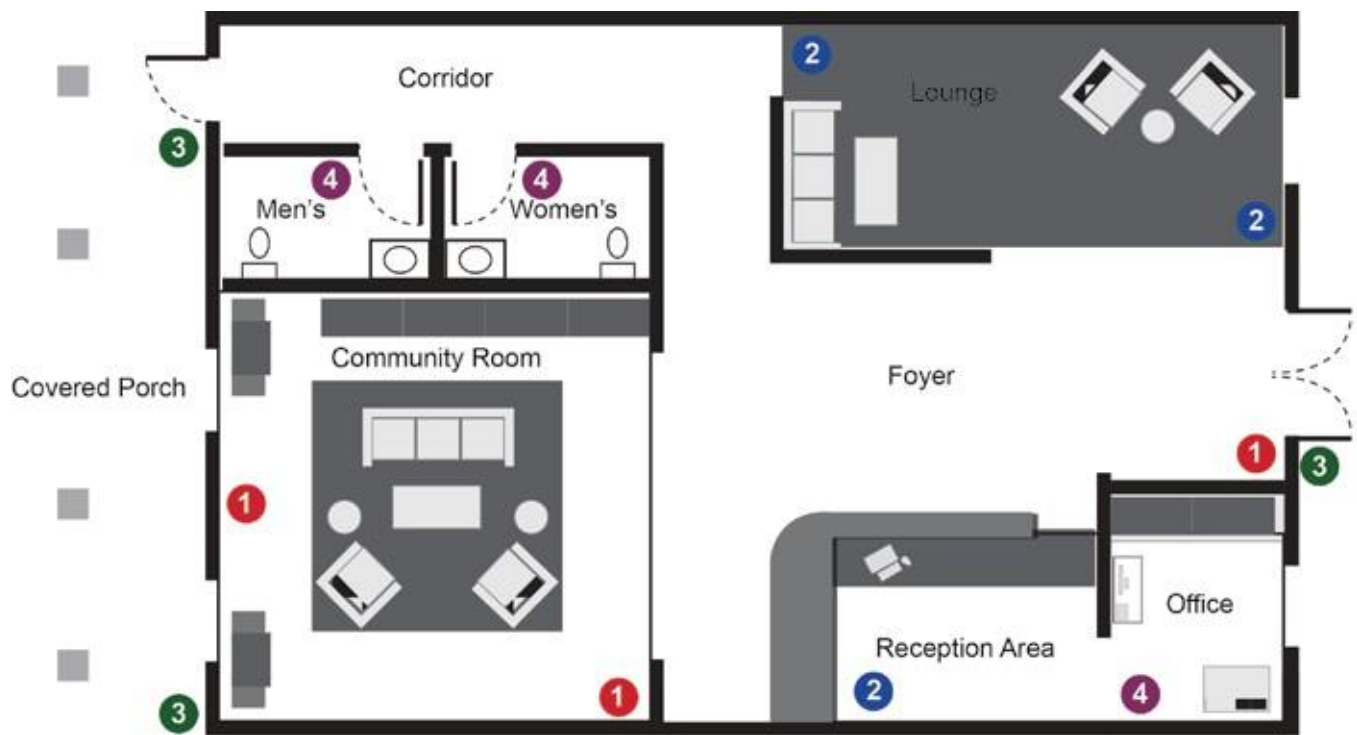 2
Corridor
Lounge
3
4
4
Men's
Women's
2
Community Room
Covered Porch
Foyer
1
3
1
Office
Reception Area
1
2
4
3